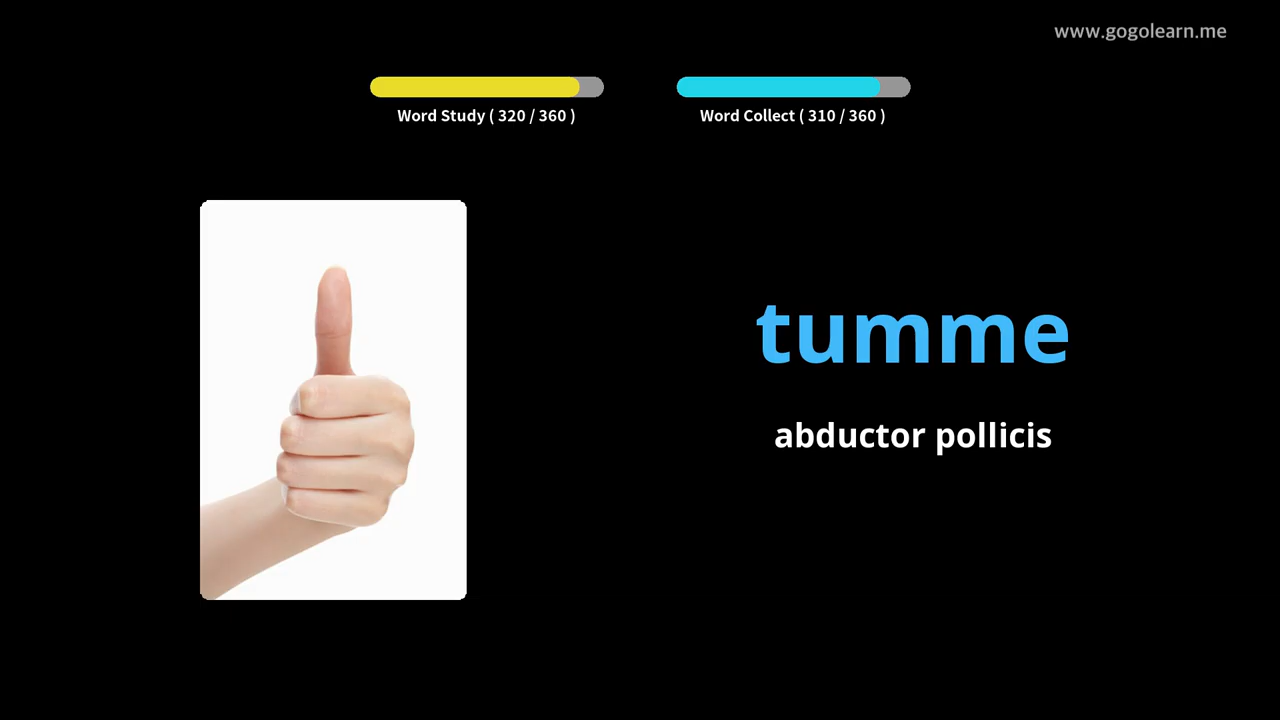 www.gogolearn.me
Word Study ( 320 / 360 )
Word Collect ( 310 / 360 )
tumme
abductor pollicis